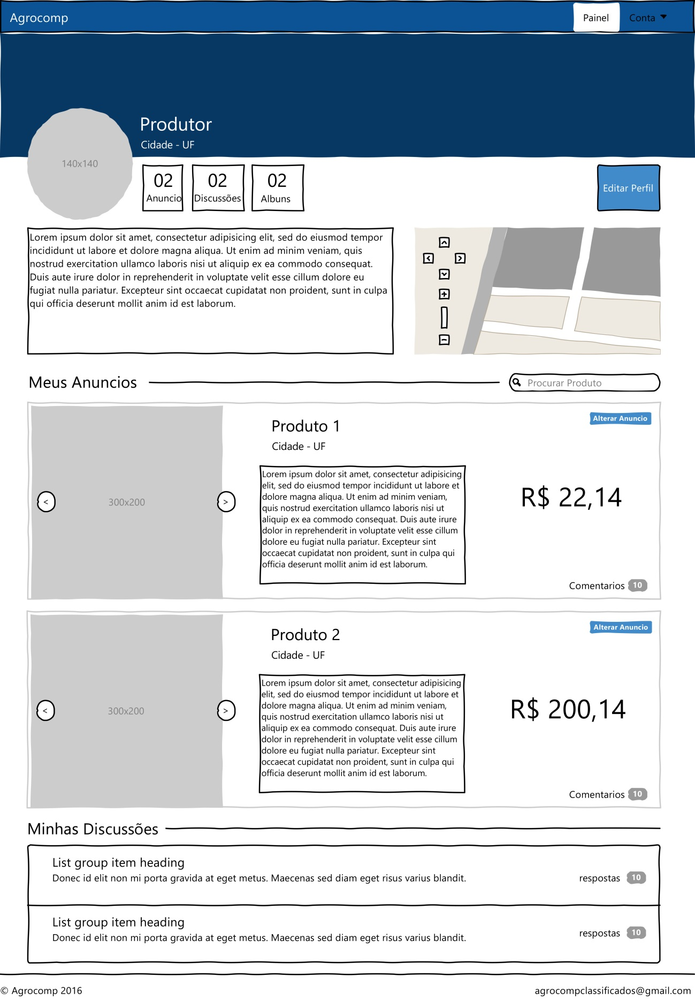 Agrocomp
Painel
Conta
Produtor
Cidade - UF
140x140
02
Anuncio
02
Discussões
02
Albuns
Editar Perfil
Lorem ipsum dolor sit amet, consectetur adipisicing elit, sed do eiusmod tempor
incididunt ut labore et dolore magna aliqua. Ut enim ad minim veniam, quis
nostrud exercitation ullamco laboris nisi ut aliquip ex ea commodo consequat.
Duis aute irure dolor in reprehenderit in voluptate velit esse cillum dolore eu
fugiat nulla pariatur. Excepteur sint occaecat cupidatat non proident, sunt in culpa
qui officia deserunt mollit anim id est laborum.
Meus Anuncios
Procurar Produto
300x200
<
>
Produto 1
Cidade - UF
Alterar Anuncio
Lorem ipsum dolor sit amet, consectetur adipisicing
elit, sed do eiusmod tempor incididunt ut labore et
dolore magna aliqua. Ut enim ad minim veniam,
quis nostrud exercitation ullamco laboris nisi ut
aliquip ex ea commodo consequat. Duis aute irure
dolor in reprehenderit in voluptate velit esse cillum
dolore eu fugiat nulla pariatur. Excepteur sint
occaecat cupidatat non proident, sunt in culpa qui
officia deserunt mollit anim id est laborum.
R$ 22,14
Comentarios 10
300x200
<
>
Produto 2
Cidade - UF
Alterar Anuncio
Lorem ipsum dolor sit amet, consectetur adipisicing
elit, sed do eiusmod tempor incididunt ut labore et
dolore magna aliqua. Ut enim ad minim veniam,
quis nostrud exercitation ullamco laboris nisi ut
aliquip ex ea commodo consequat. Duis aute irure
dolor in reprehenderit in voluptate velit esse cillum
dolore eu fugiat nulla pariatur. Excepteur sint
occaecat cupidatat non proident, sunt in culpa qui
officia deserunt mollit anim id est laborum.
R$ 200,14
Comentarios 10
Minhas Discussões
List group item heading
Donec id elit non mi porta gravida at eget metus. Maecenas sed diam eget risus varius blandit.
respostas 10
List group item heading
Donec id elit non mi porta gravida at eget metus. Maecenas sed diam eget risus varius blandit.
respostas 10
© Agrocomp 2016
agrocompclassificados@gmail.com